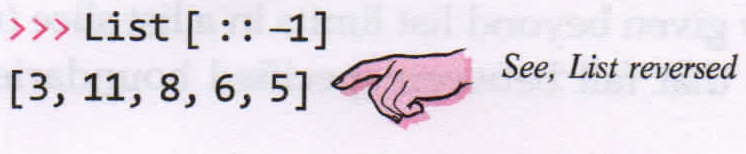 >>> List [ :: –1]
[3, 11, 8, 6, 5]
See, List reversed